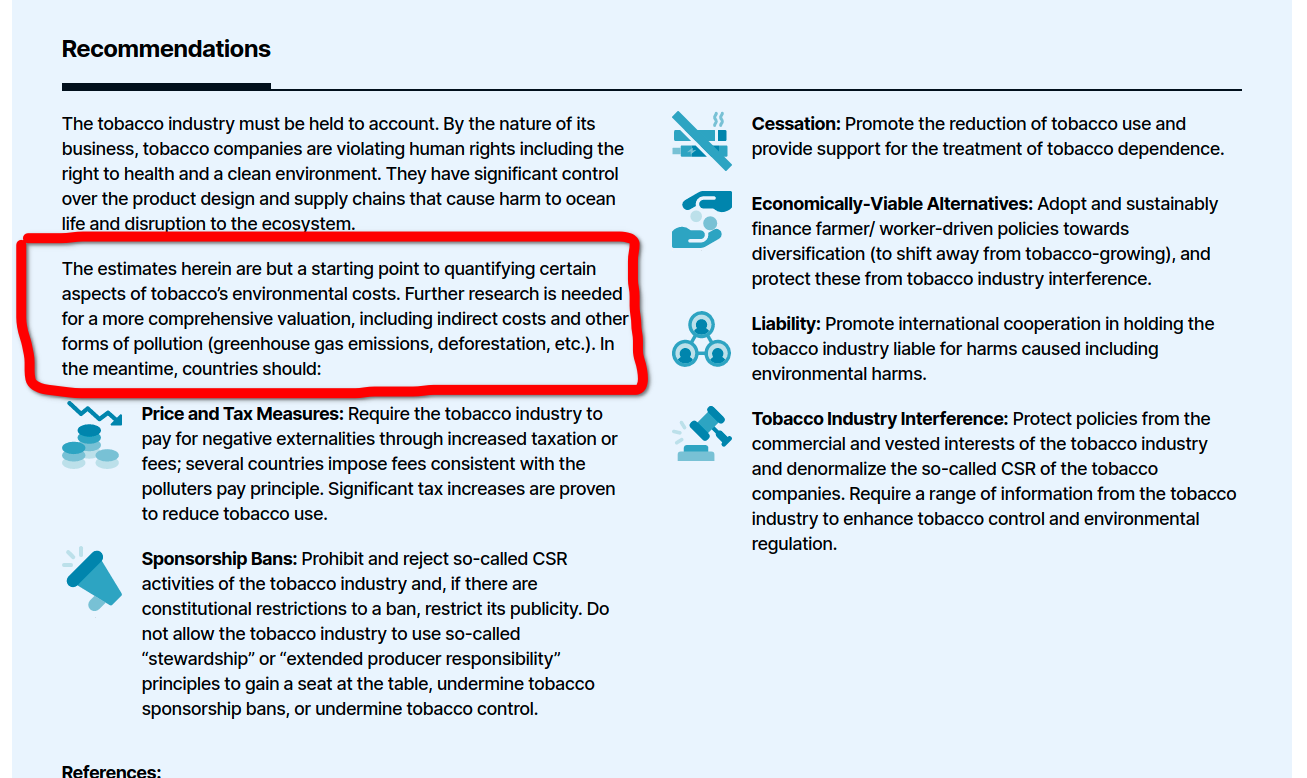 Recommendations
The tobacco industry must be held to account. By the nature of its
business, tobacco companies are violating human rights including the
right to health and a clean environment. They have significant control
over the product design and supply chains that cause harm to ocean
life and disruption to the ecosystem.
The estimates herein are but a starting point to quantifying certain
aspects of tobacco’s environmental costs. Further research is needed
for a more comprehensive valuation, including indirect costs and other
forms of pollution (greenhouse gas emissions, deforestation, etc.). In
the meantime, countries should:
Price and Tax Measures: Require the tobacco industry to
pay for negative externalities through increased taxation or
fees; several countries impose fees consistent with the
polluters pay principle. Significant tax increases are proven
to reduce tobacco use.
Sponsorship Bans: Prohibit and reject so-called CSR
activities of the tobacco industry and, if there are
constitutional restrictions to a ban, restrict its publicity. Do
not allow the tobacco industry to use so-called
“stewardship” or “extended producer responsibility”
principles to gain a seat at the table, undermine tobacco
sponsorship bans, or undermine tobacco control.
Cessation: Promote the reduction of tobacco use and
provide support for the treatment of tobacco dependence.
Economically-Viable Alternatives: Adopt and sustainably
finance farmer/ worker-driven policies towards
diversification (to shift away from tobacco-growing), and
protect these from tobacco industry interference.
Liability: Promote international cooperation in holding the
tobacco industry liable for harms caused including
environmental harms.
Tobacco Industry Interference: Protect policies from the
commercial and vested interests of the tobacco industry
and denormalize the so-called CSR of the tobacco
companies. Require a range of information from the tobacco
industry to enhance tobacco control and environmental
regulation.
References: